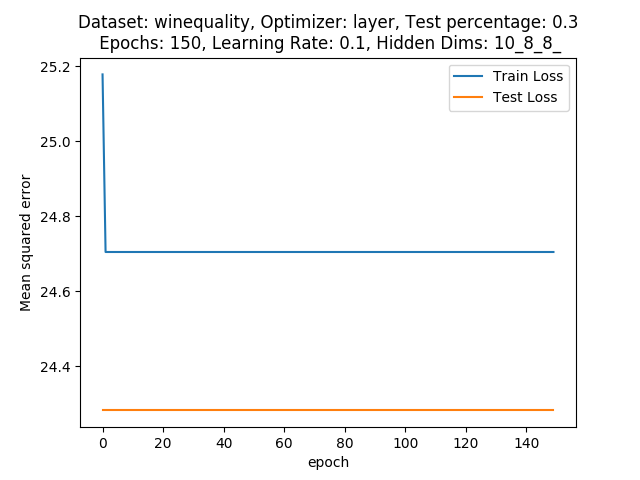 Dataset: winequality, Optimizer: layer, Test percentage: 0.3
Epochs: 150, Learning Rate: 0.1, Hidden Dims: 10_8_8_
25.2
25.0
24.8
24.6
24.4
Mean squared error
Train Loss
Test Loss
0 20 40 60 80 100 120 140
epoch